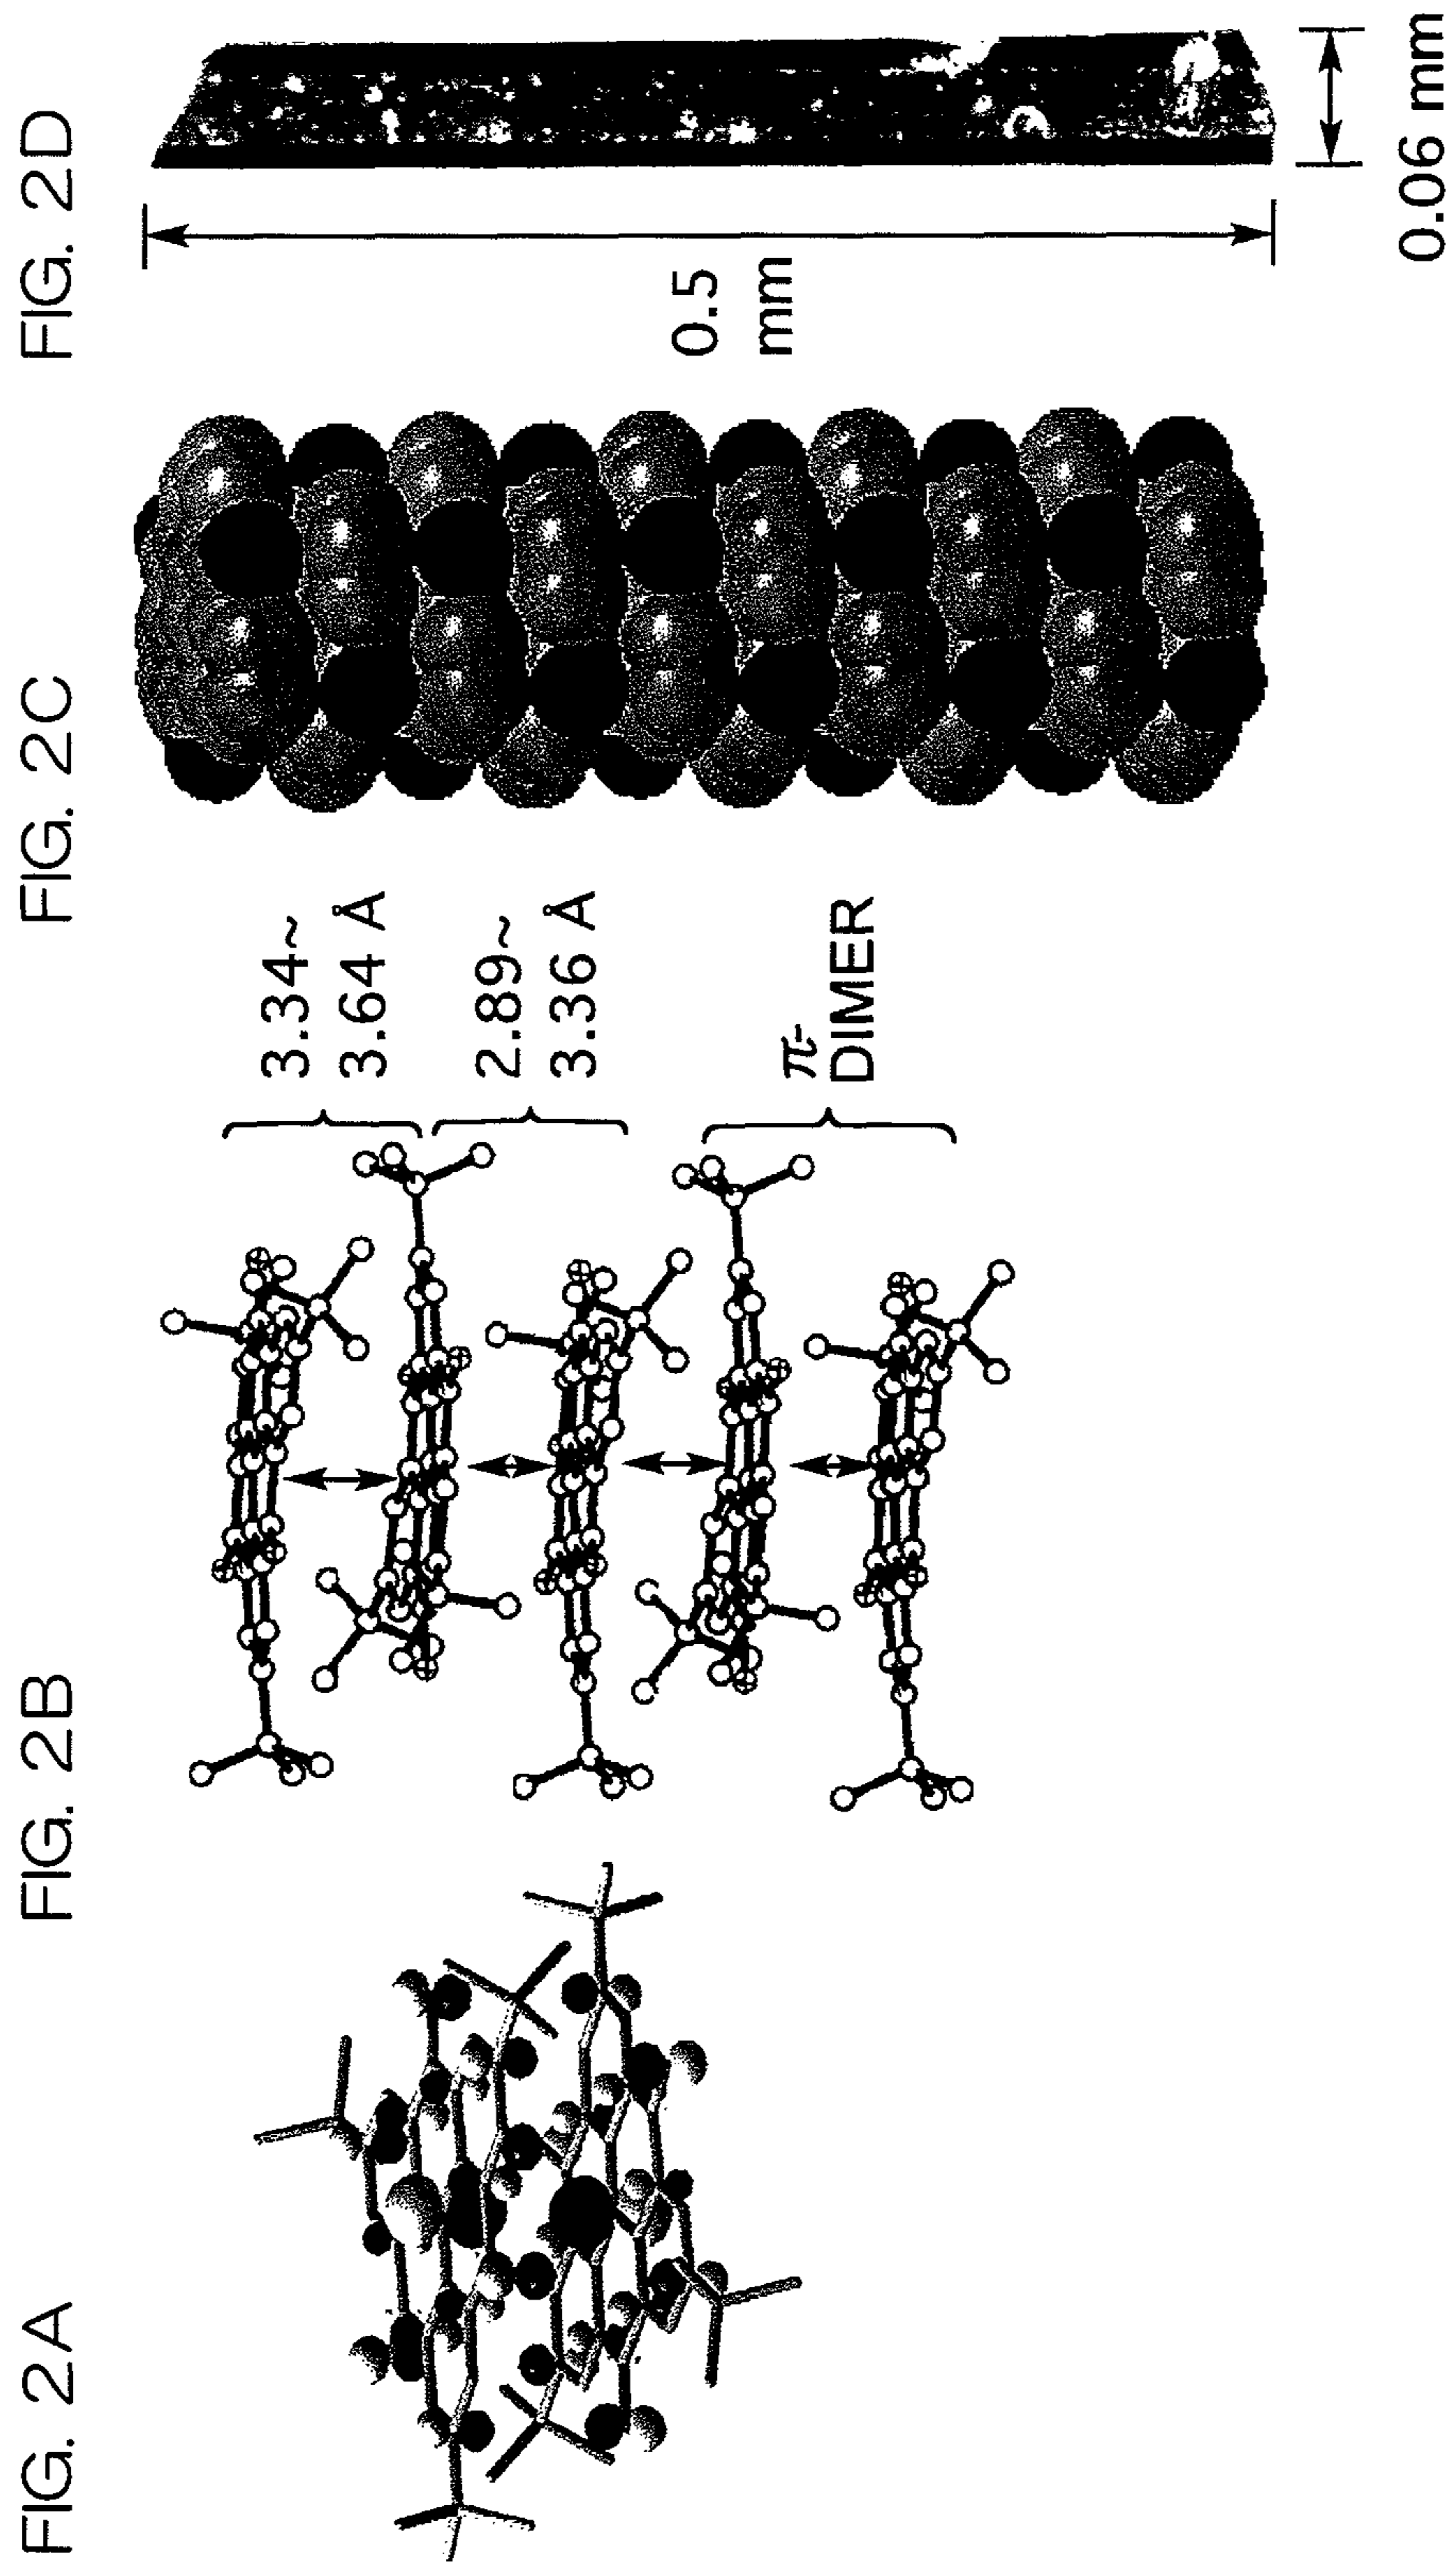 FIG. 2A
FIG. 2B
3.34~
3.64 Å
2.89~
3.36 Å
π-
DIMER
FIG. 2C
FIG. 2D
0.5
mm
0.06 mm